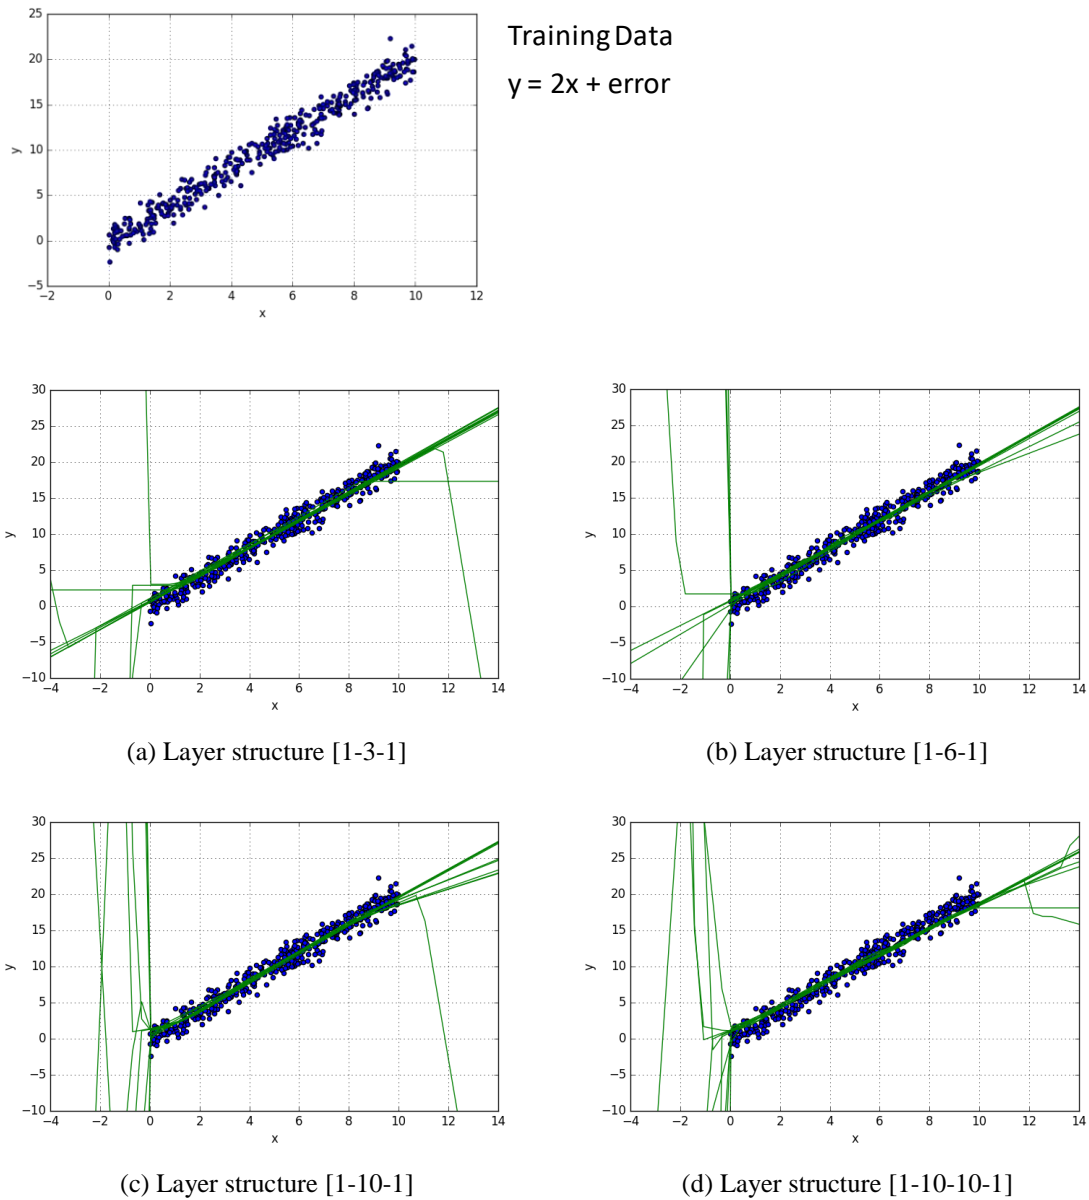 25
20
15
10
5
0
−5
y
−2 0 2 4 6 8 10 12
x
Training Data
y = 2x + error
30
25
20
15
10
5
0
−5
−10
y
−4 −2 0 2 4 6 8 10 12 14
x
(a) Layer structure [1-3-1]
30
25
20
15
10
5
0
−5
−10
y
−4 −2 0 2 4 6 8 10 12 14
x
(b) Layer structure [1-6-1]
30
25
20
15
10
5
0
−5
−10
y
−4 −2 0 2 4 6 8 10 12 14
x
(c) Layer structure [1-10-1]
30
25
20
15
10
5
0
−5
−10
y
−4 −2 0 2 4 6 8 10 12 14
x
(d) Layer structure [1-10-10-1]